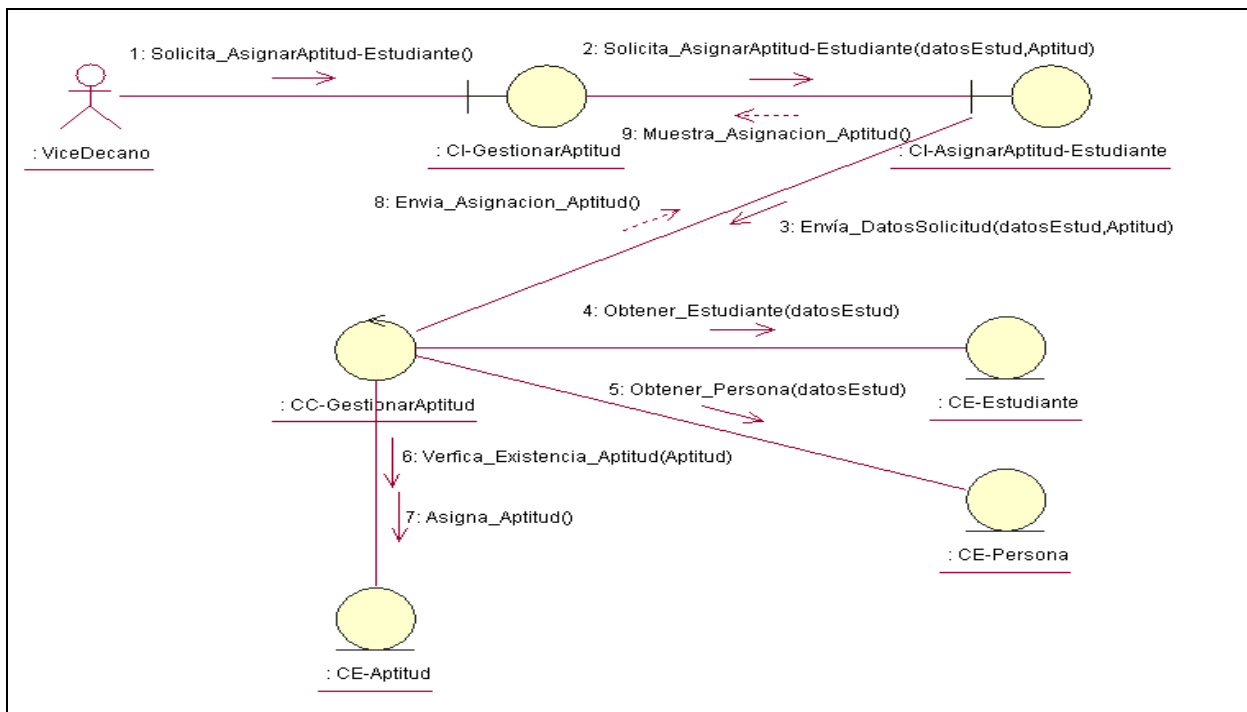 1: Solicita_AsignarAptitud-Estudiante()
2: Solicita_AsignarAptitud-Estudiante(datosEstud,Aptitud)
9: Muestra_Asignacion_Aptitud()
: ViceDecano
: CI-GestionarAptitud
: CI-AsignarAptitud-Estudiante
8: Envia_Asignacion_Aptitud()
3: Envía_DatosSolicitud(datosEstud,Aptitud)
4: Obtener_Estudiante(datosEstud)
5: Obtener_Persona(datosEstud)
: CC-GestionarAptitud
: CE-Estudiante
6: Verfica_Existencia_Aptitud(Aptitud)
7: Asigna_Aptitud()
: CE-Persona
: CE-Aptitud